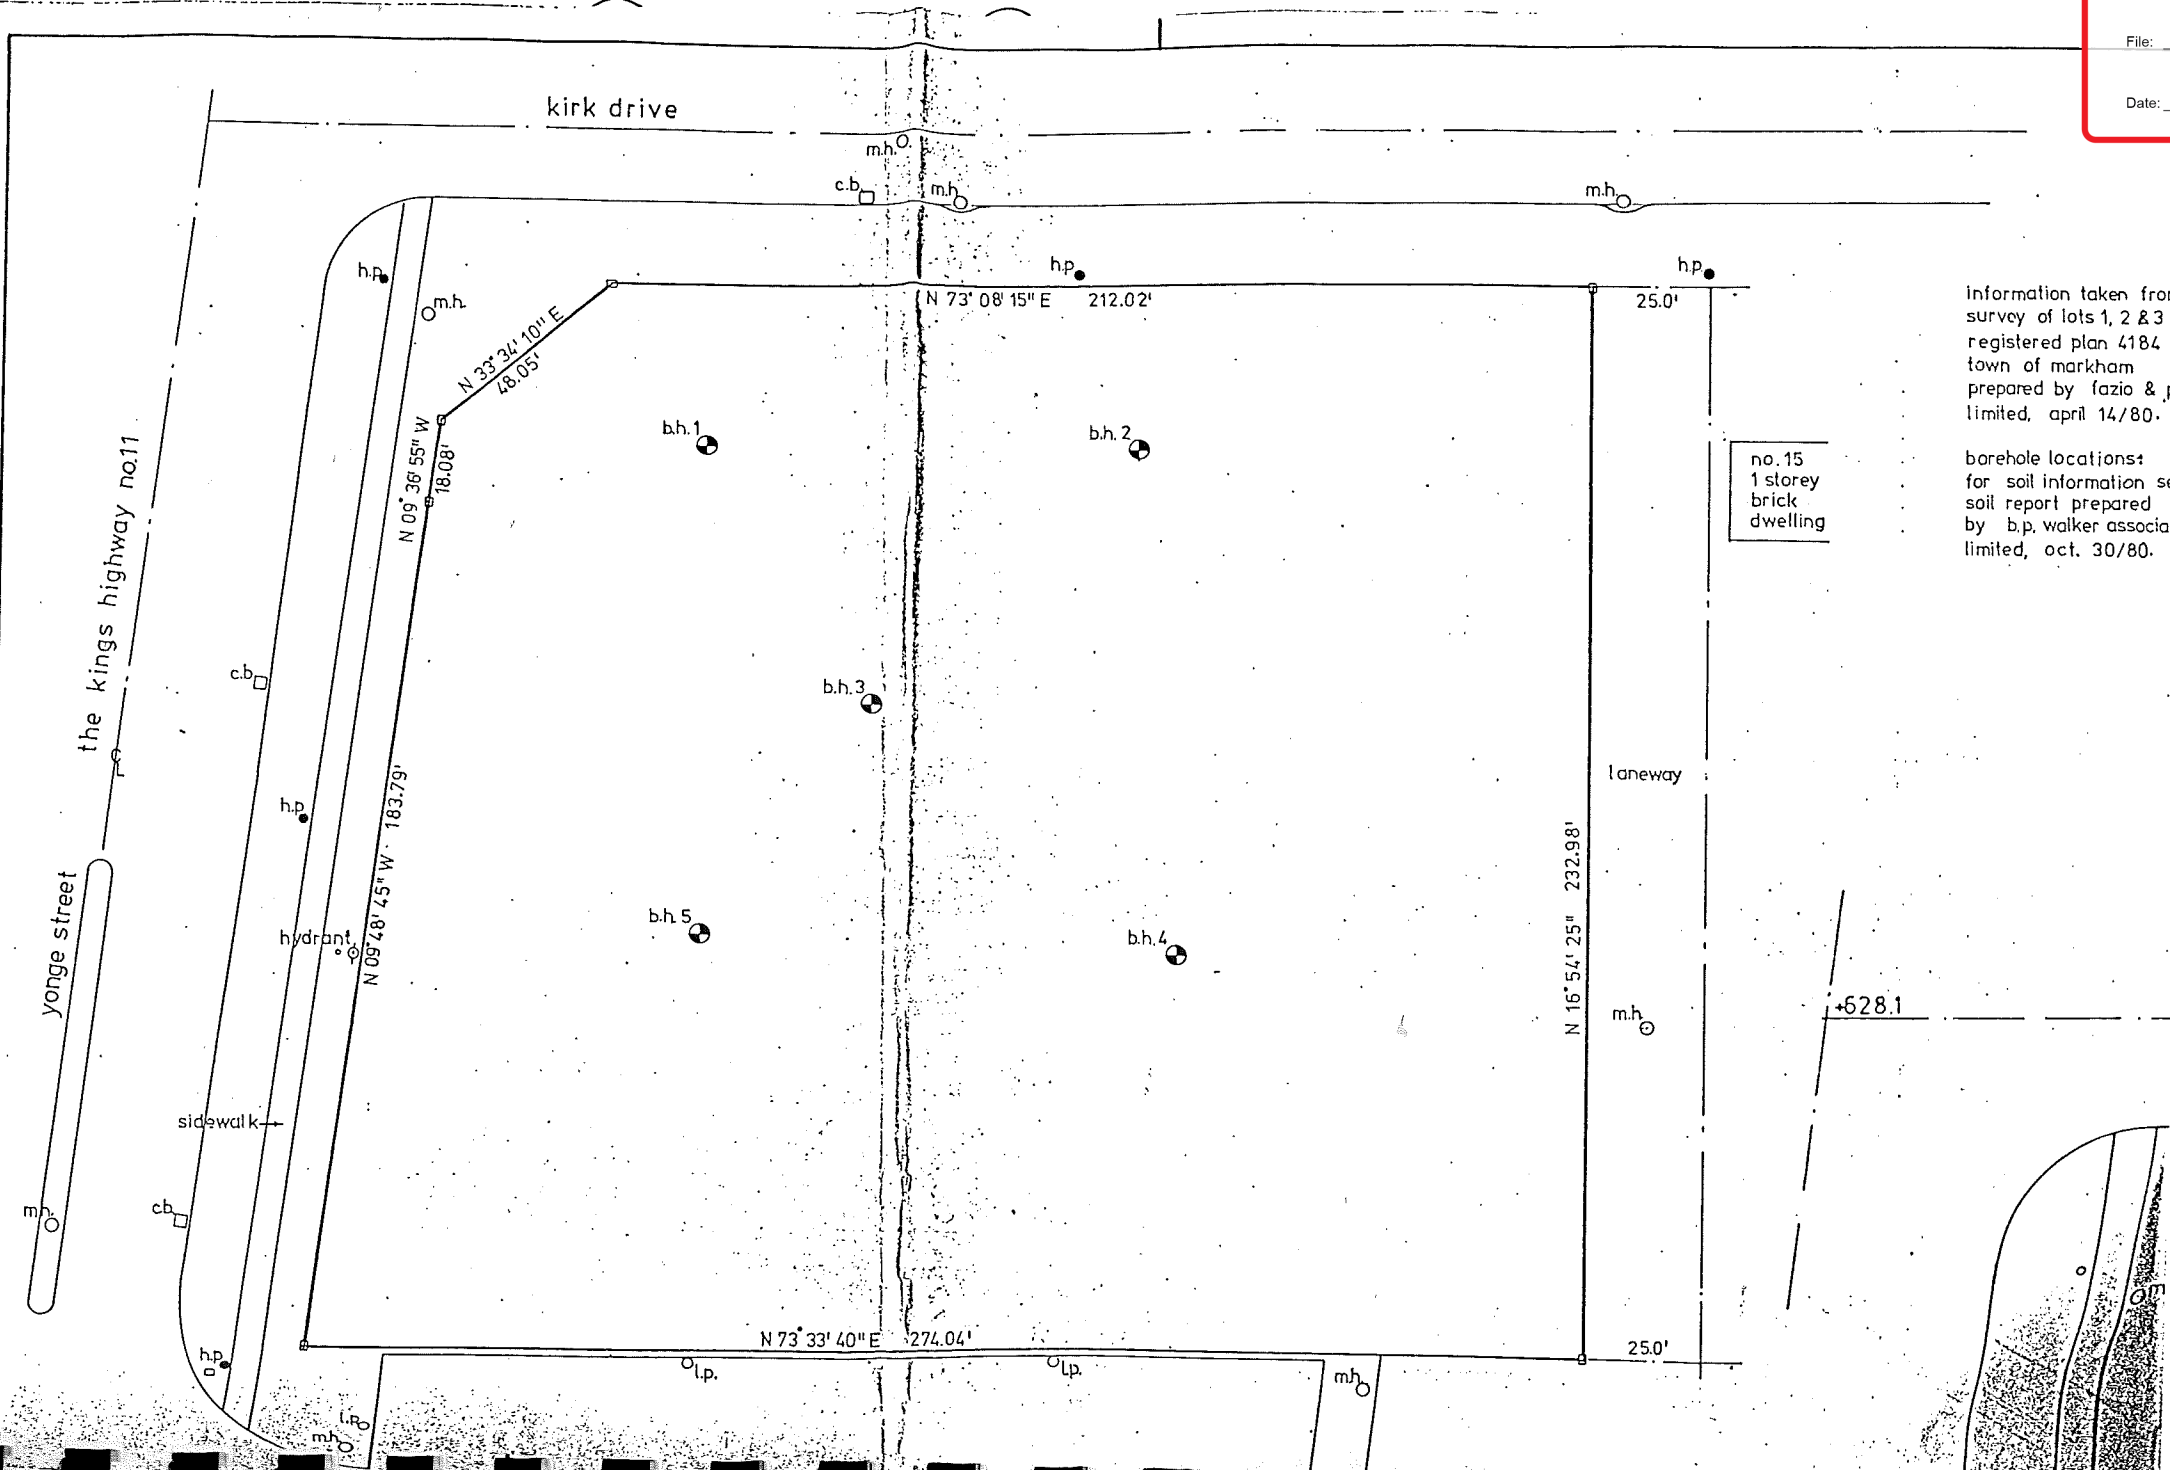 File:
Date:
kirk drive
m.h.
c.b.
m.h.
m.h.
h.p.
h.p.
h.p.
m.h.
N 73° 08' 15" E 212.02'
25.0'
N 33° 34' 10" E
48.05'
N 09° 36' 55" W
18.08'
the kings highway no.11
information taken from
survey of lots 1, 2 & 3
registered plan 4184
town of markham
prepared by fazio &
limited, april 14/80.
borehole locations:
for soil information
soil report prepared
by b.p. walker
limited, oct. 30/80.
b.h.1
b.h. 2
no.15
1 storey
brick
dwelling
c.b.
b.h. 3
laneway
h.p.
N 09° 48' 45" W 183.79'
N 16° 54' 25" 232.98'
yonge street
hydrant
b.h. 5
b.h. 4
m.h.
+628.1
sidewalk
m.h.
c.b.
h.p.
N 73° 33' 40" E 274.04'
25.0'
l.p.
l.p.
m.h.
l.p.
m.h.